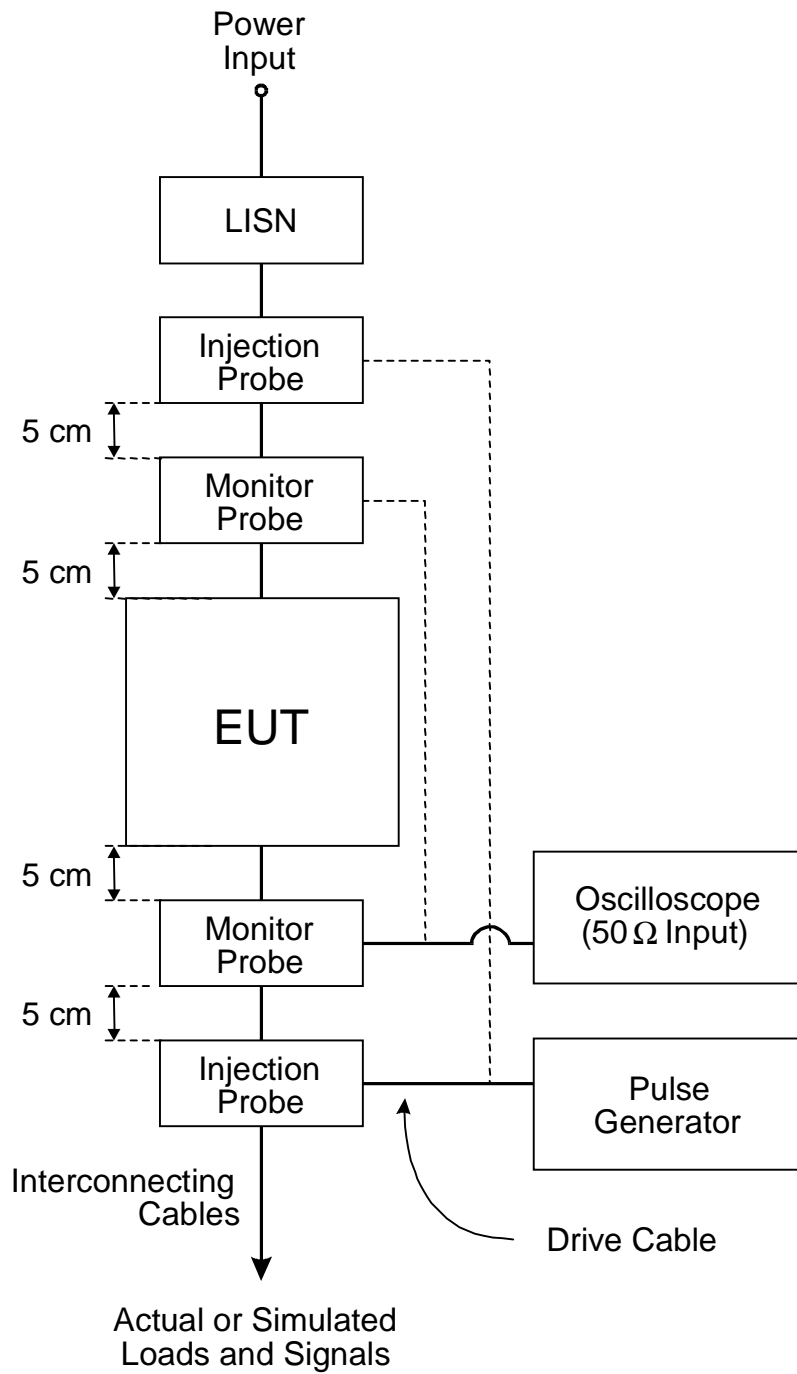 Power
Input
LISN
Injection
Probe
5 cm
Monitor
Probe
5 cm
EUT
5 cm
Monitor
Probe
Oscilloscope
(50 Ω Input)
5 cm
Injection
Probe
Pulse
Generator
Interconnecting
Cables
Drive Cable
Actual or Simulated
Loads and Signals